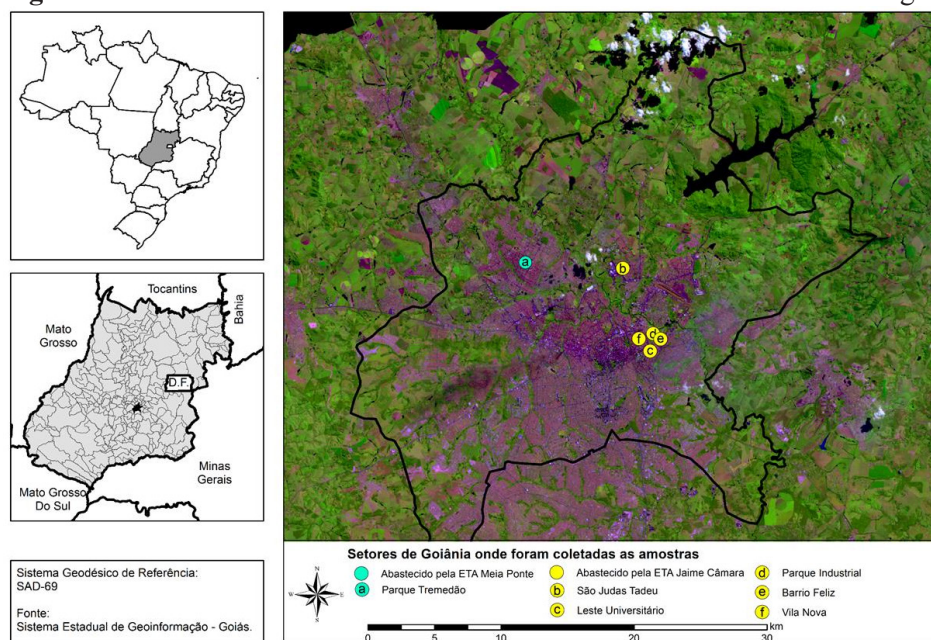 Tocantins
Bahia
Mato
Grosso
D.F.
Minas
Gerais
Mato Grosso
Do Sul
Sistema Geodésico de Referência:
SAD-69
Fonte:
Sistema Estadual de Geoinformação - Goiás.
a
b
f
d
e
c
Setores de Goiânia onde foram coletadas as amostras
Abastecido pela ETA Meia Ponte
a Parque Tremedão
Abastecido pela ETA Jaime Câmara
b São Judas Tadeu
c Leste Universitário
d Parque Industrial
e Barrio Feliz
f Vila Nova
N
W E
S
km
0 5 10 20 30